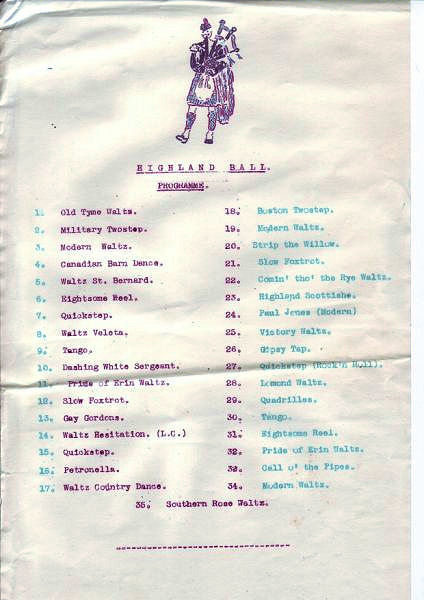 HIGHLAND BALL.
PROGRAMME.
1. Old Tyme Waltz.
2. Military Twostep.
3. Modern Waltz.
4. Canadian Barn Dance.
5. Waltz St. Bernard.
6. Eightsome Reel.
7. Quickstep.
8. Waltz Veleta.
9. Tango.
10. Dashing White Sergeant.
11. Pride of Erin Waltz.
12. Slow Foxtrot.
13. Gay Gordons.
14. Waltz Hesitation. (L.C.)
15. Quickstep.
16. Petronella.
17. Waltz Country Dance.
18. Boston Twostep.
19. Modern Waltz.
20. Strip the Willow.
21. Slow Foxtrot.
22. Comin' tho' the Rye Waltz.
23. Highland Scottishe.
24. Paul Jones (Modern)
25. Victory Waltz.
26. Gipsy Tap.
27. Quickstep (Rock'n Roll).
28. Lomond Waltz.
29. Quadrilles.
30. Tango.
31. Eightsome Reel.
32. Pride of Erin Waltz.
33. Call o' the Pipes.
34. Modern Waltz.
35. Southern Rose Waltz.